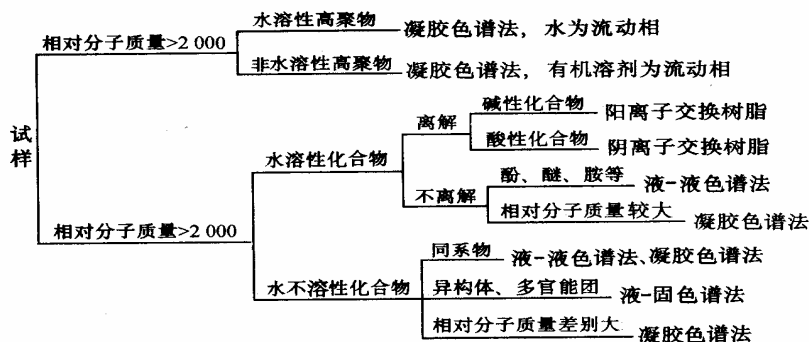 试样
相对分子质量>2 000
水溶性高聚物 凝胶色谱法，水为流动相
非水溶性高聚物 凝胶色谱法，有机溶剂为流动相
相对分子质量>2 000
水溶性化合物
离解
碱性化合物 阳离子交换树脂
酸性化合物 阴离子交换树脂
不离解
酚、醚、胺等 液-液色谱法
相对分子质量较大 凝胶色谱法
水不溶性化合物
同系物 液-液色谱法、凝胶色谱法
异构体、多官能团 液-固色谱法
相对分子质量差别大 凝胶色谱法